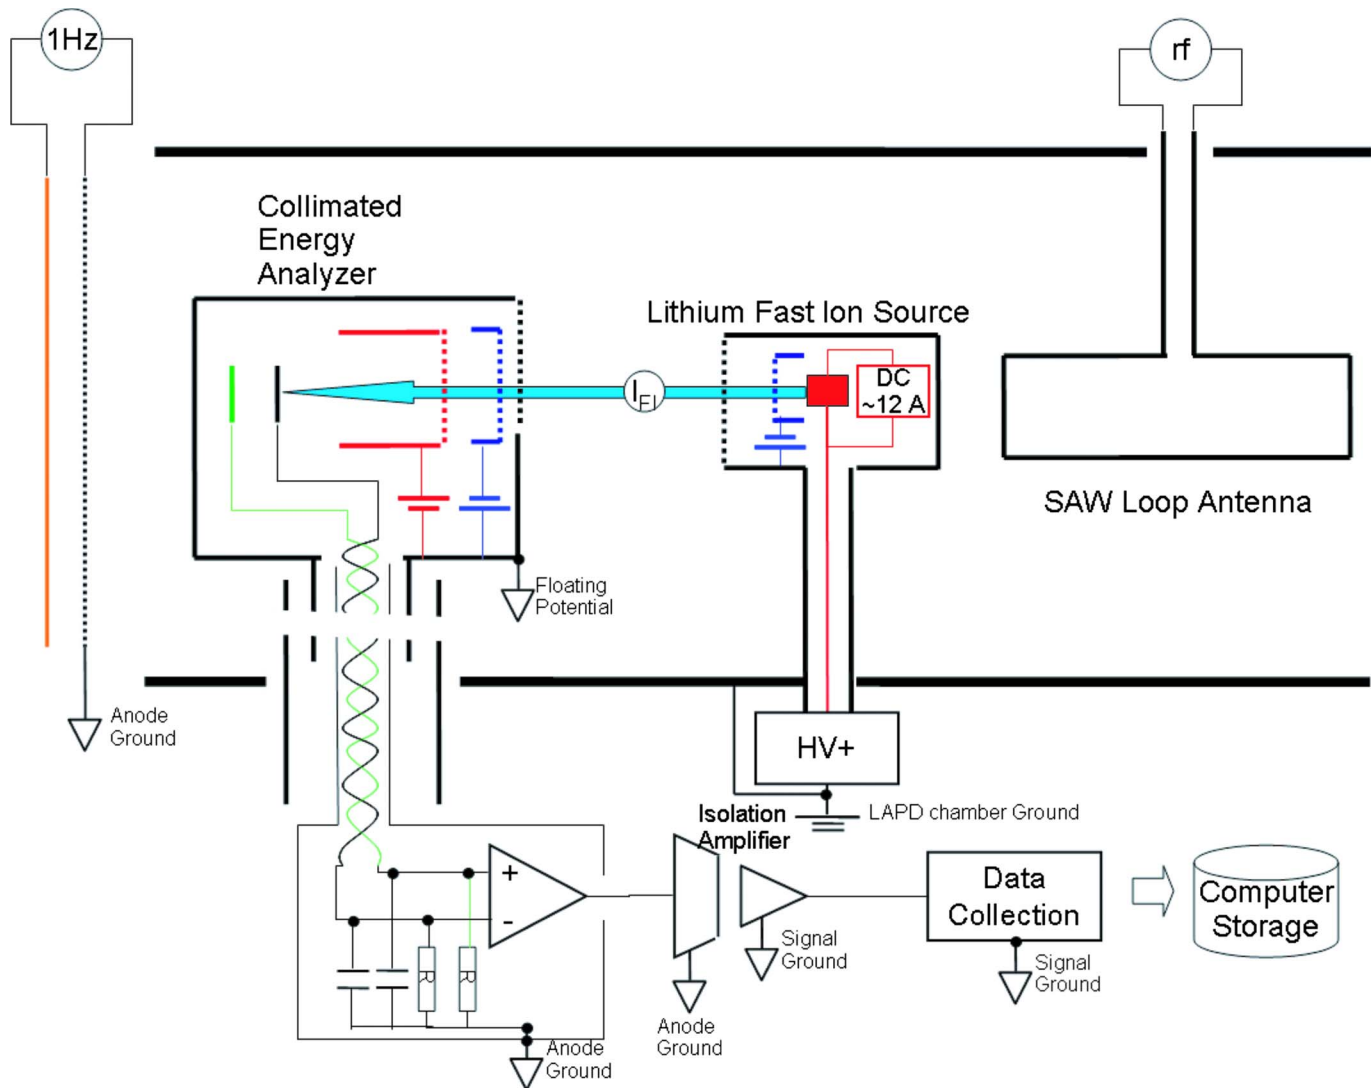 1Hz
rf
Collimated
Energy
Analyzer
Lithium Fast Ion Source
DC
~12 A
I_FI
SAW Loop Antenna
Floating
Potential
Anode
Ground
HV+
LAPD chamber Ground
Isolation
Amplifier
+
-
R
R
Data
Collection
Computer
Storage
Signal
Ground
Signal
Ground
Anode
Ground
Anode
Ground